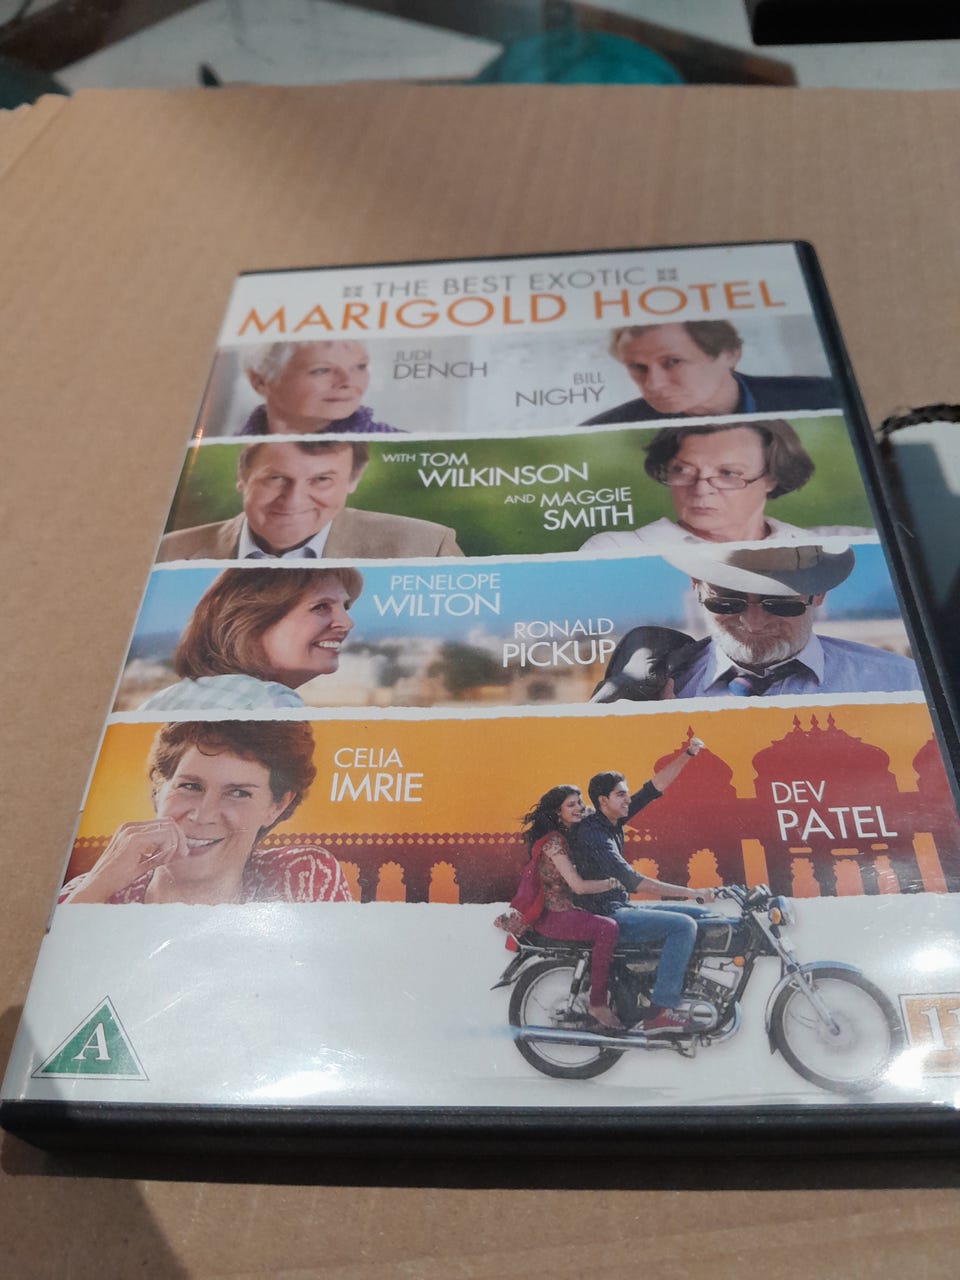 THE BEST EXOTIC
MARIGOLD HOTEL
JUDI
DENCH
BILL
NIGHY
WITH TOM
WILKINSON
AND MAGGIE
SMITH
PENELOPE
WILTON
RONALD
PICKUP
CELIA
IMRIE
DEV
PATEL
A
11